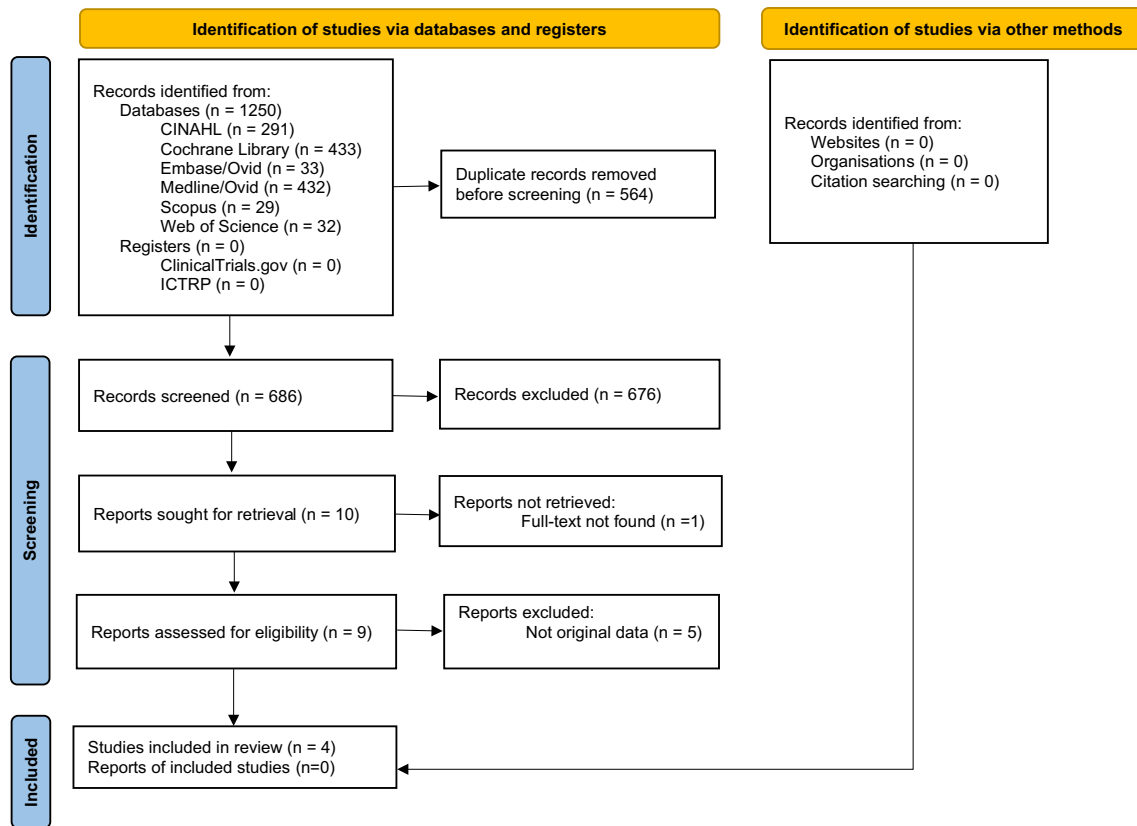 Identification of studies via databases and registers
Identification of studies via other methods
Identification
Records identified from:
Databases (n = 1250)
CINAHL (n = 291)
Cochrane Library (n = 433)
Embase/Ovid (n = 33)
Medline/Ovid (n = 432)
Scopus (n = 29)
Web of Science (n = 32)
Registers (n = 0)
ClinicalTrials.gov (n = 0)
ICTRP (n = 0)
Duplicate records removed
before screening (n = 564)
Records identified from:
Websites (n = 0)
Organisations (n = 0)
Citation searching (n = 0)
Screening
Records screened (n = 686)
Records excluded (n = 676)
Reports sought for retrieval (n = 10)
Reports not retrieved:
Full-text not found (n =1)
Reports assessed for eligibility (n = 9)
Reports excluded:
Not original data (n = 5)
Included
Studies included in review (n = 4)
Reports of included studies (n=0)